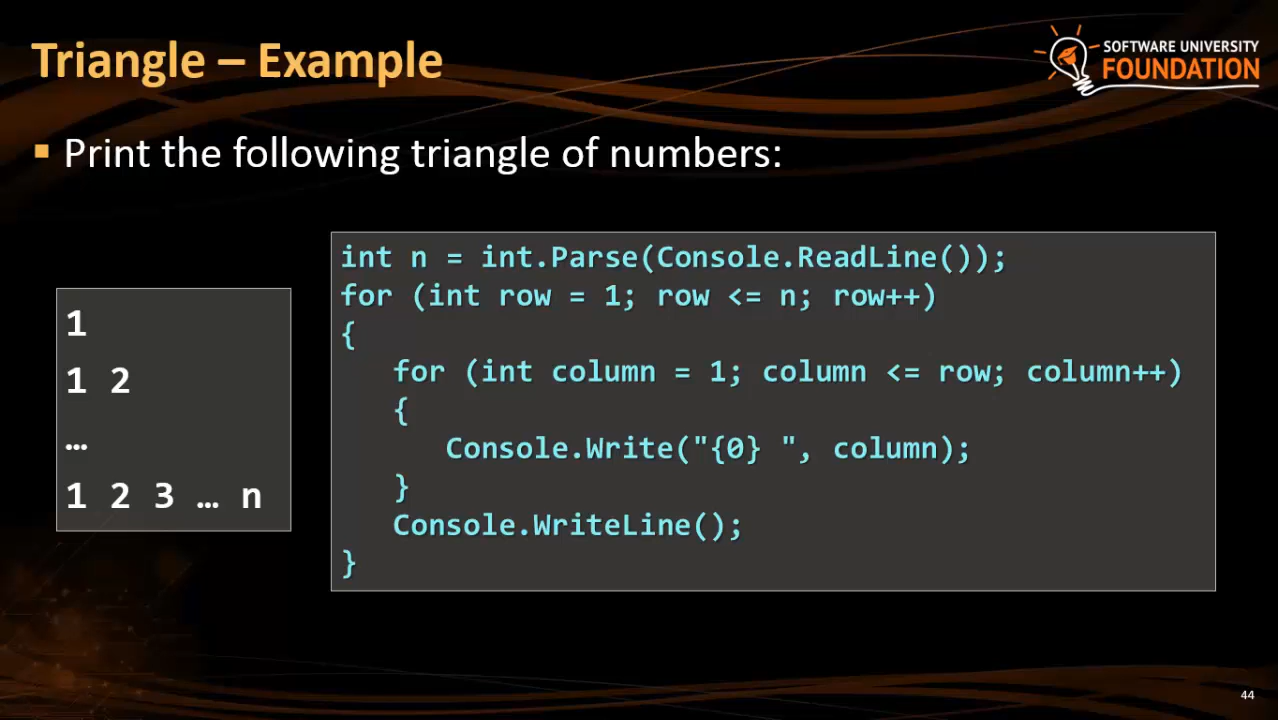 Triangle – Example
SOFTWARE UNIVERSITY
FOUNDATION
▪ Print the following triangle of numbers:
1
1 2
…
1 2 3 … n
int n = int.Parse(Console.ReadLine());
for (int row = 1; row <= n; row++)
{
   for (int column = 1; column <= row; column++)
   {
      Console.Write("{0} ", column);
   }
   Console.WriteLine();
}
44